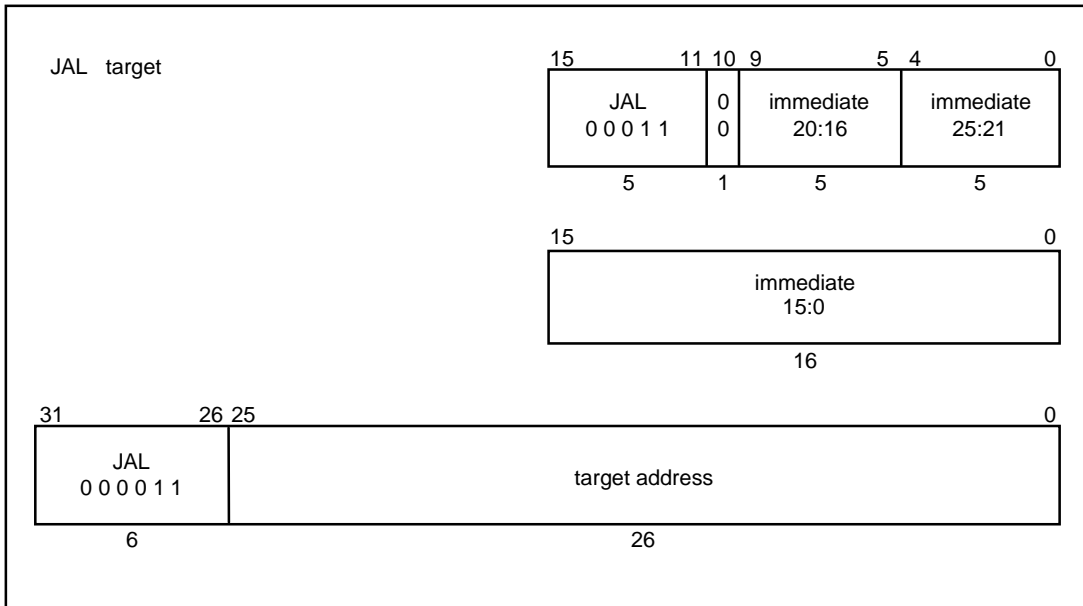 JAL target
15 11 10 9 5 4 0
JAL 0 immediate immediate
0 0 0 1 1 0 20:16 25:21
5 1 5 5
15 0
immediate
15:0
16
31 26 25 0
JAL
0 0 0 0 1 1
target address
6 26